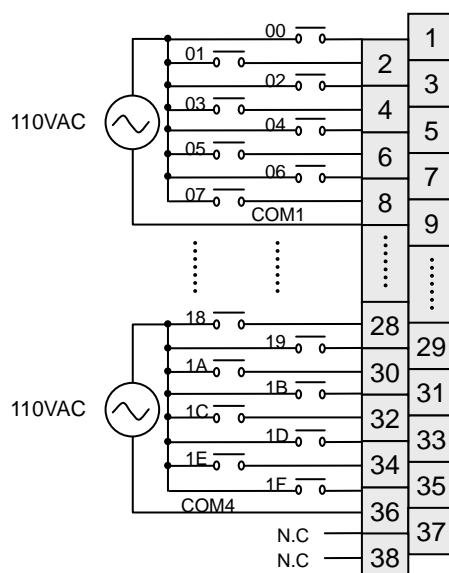 00 1
01 2
02 3
03 4
110VAC 04 5
05 6
06 7
07 8
COM1 9
18 28
19 29
1A 30
1B 31
110VAC 1C 32
1D 33
1E 34
1F 35
COM4 36
N.C 37
N.C 38